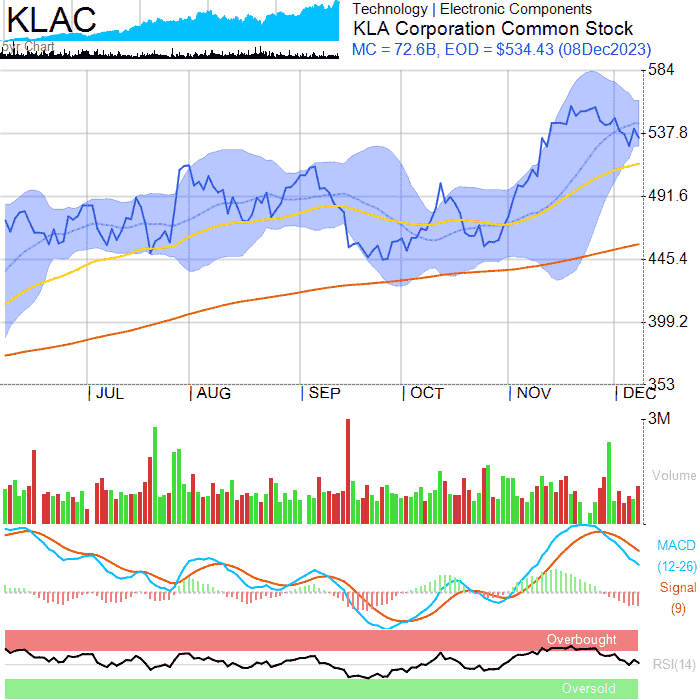 KLAC
5yr Chart
Technology | Electronic Components
KLA Corporation Common Stock
MC = 72.6B, EOD = $534.43 (08Dec2023)
584
537.8
491.6
445.4
399.2
353
JUL
AUG
SEP
OCT
NOV
DEC
3M
Volume
MACD
(12-26)
Signal
(9)
Overbought
RSI(14)
Oversold